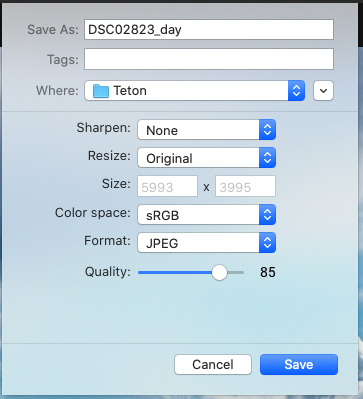 Save As: DSC02823_day
Tags:
Where: Teton
Sharpen: None
Resize: Original
Size: 5993 x 3995
Color space: sRGB
Format: JPEG
Quality: 85
Cancel Save